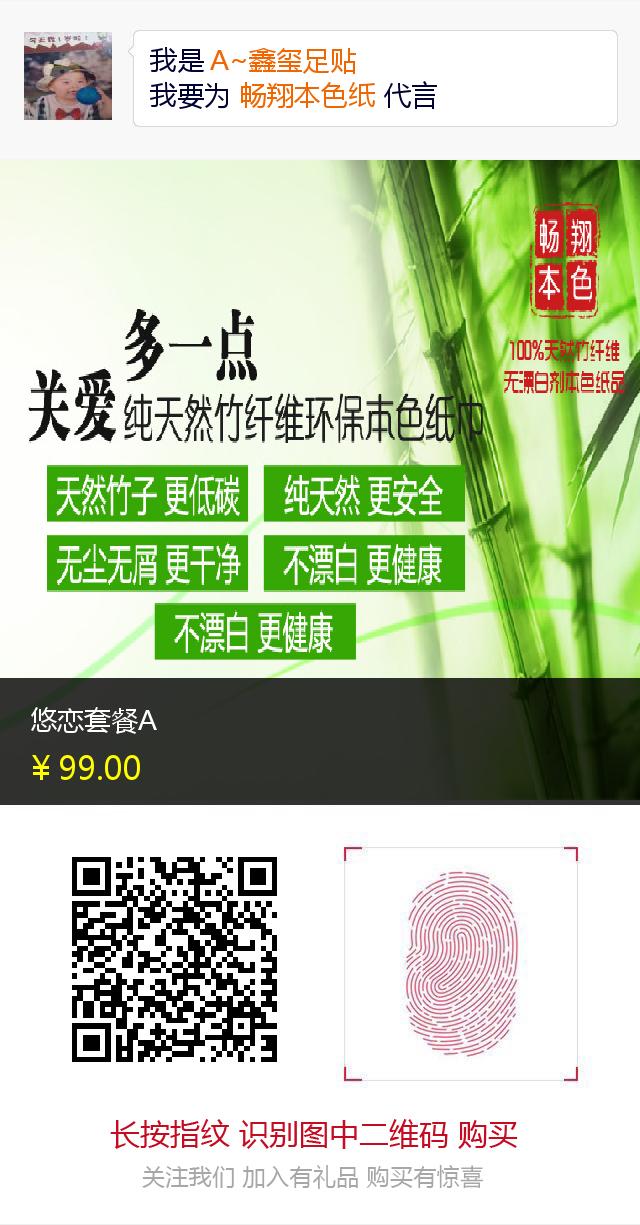 我是 A~鑫玺足贴
我要为 畅翔本色纸 代言
畅翔
本色
100%天然竹纤维
无漂白剂本色纸品
多一点
关爱 纯天然竹纤维环保本色纸巾
天然竹子 更低碳
纯天然 更安全
无尘无屑 更干净
不漂白 更健康
不漂白 更健康
悠恋套餐A
¥ 99.00
长按指纹 识别图中二维码 购买
关注我们 加入有礼品 购买有惊喜